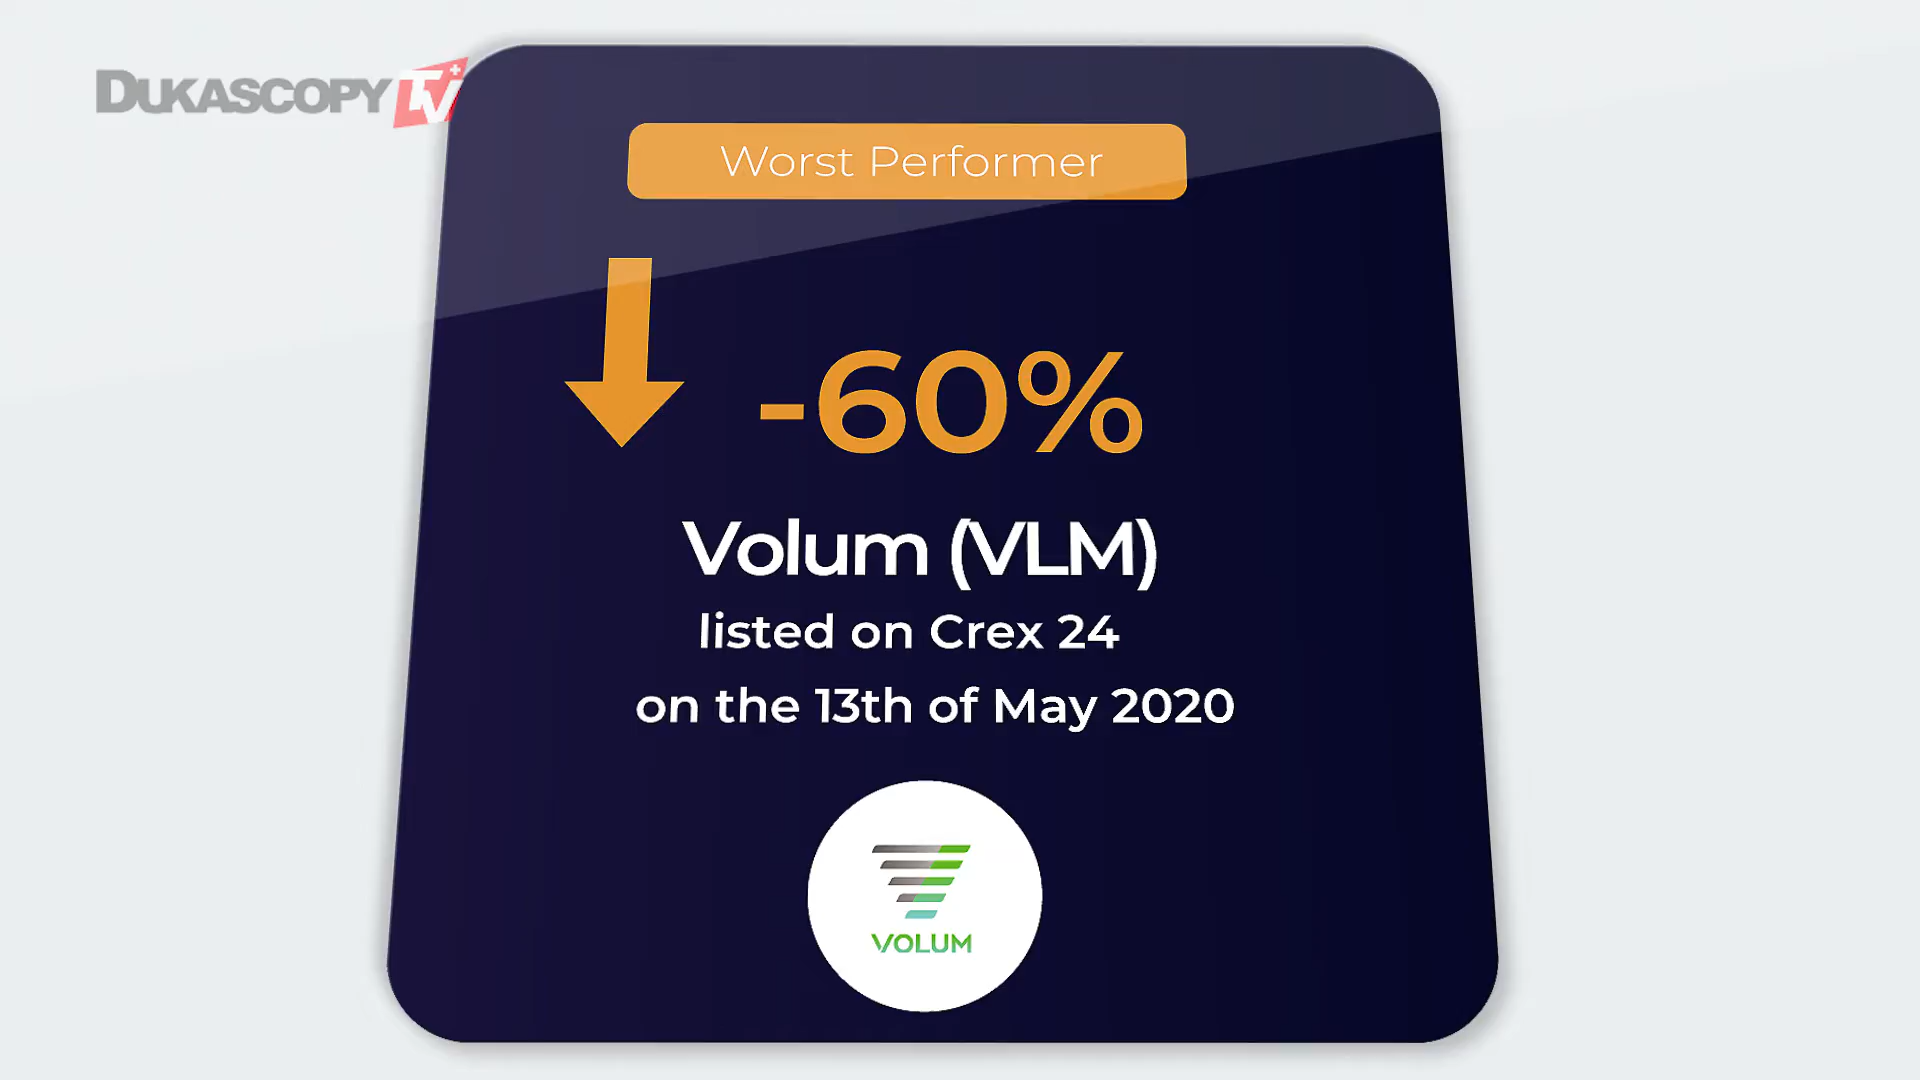 DUKASCOPY TV
Worst Performer
-60%
Volum (VLM)
listed on Crex 24
on the 13th of May 2020
VOLUM